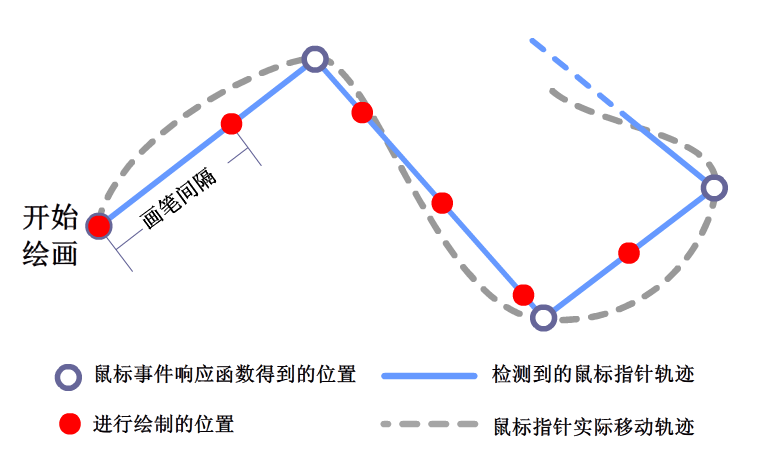 画笔间隔
开始
绘画
鼠标事件响应函数得到的位置
检测到的鼠标指针轨迹
进行绘制的位置
鼠标指针实际移动轨迹